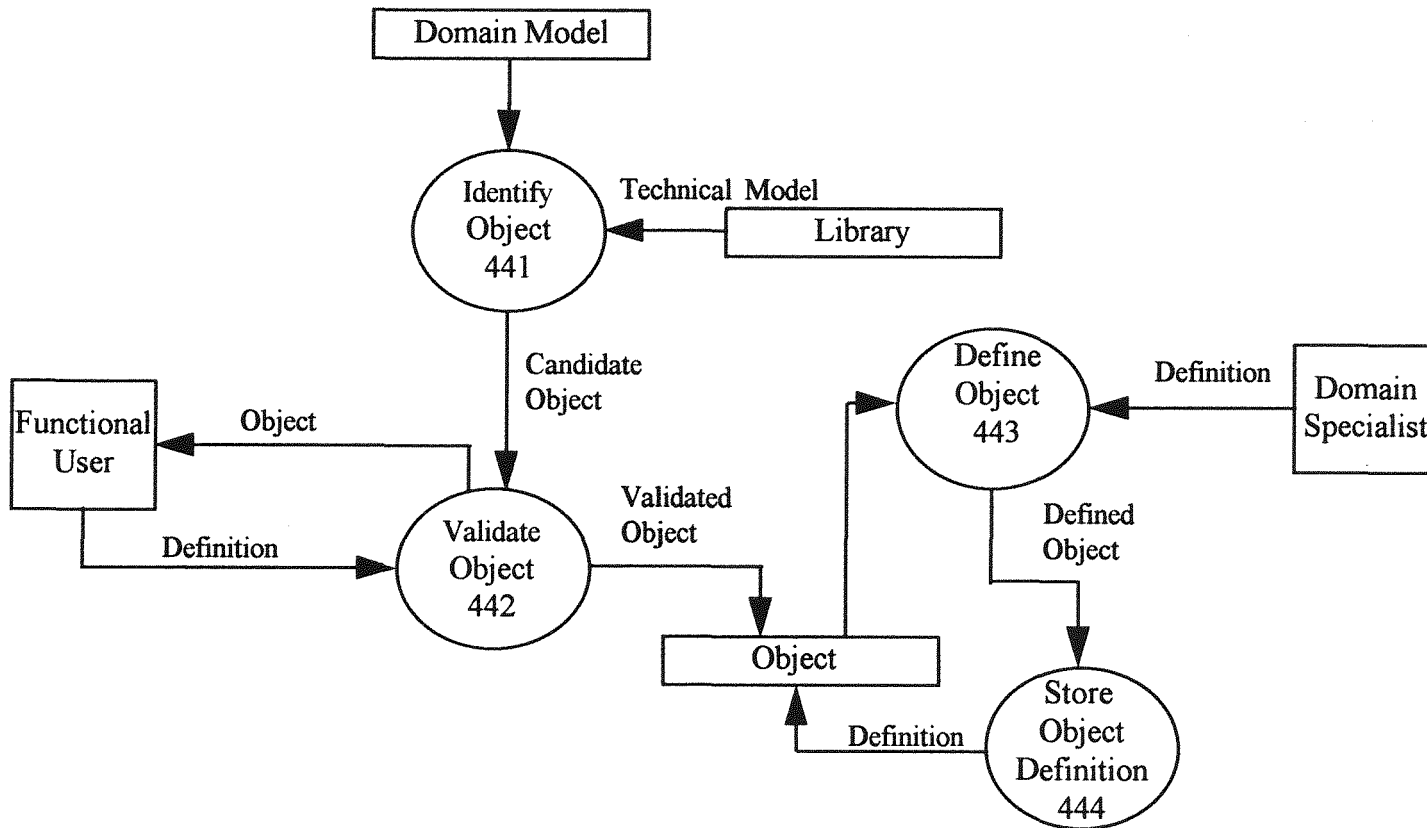 Domain Model
Identify
Object
441
Technical Model
Library
Candidate
Object
Define
Object
443
Definition
Domain
Specialist
Functional
User
Object
Definition
Validate
Object
442
Validated
Object
Defined
Object
Object
Definition
Store
Object
Definition
444